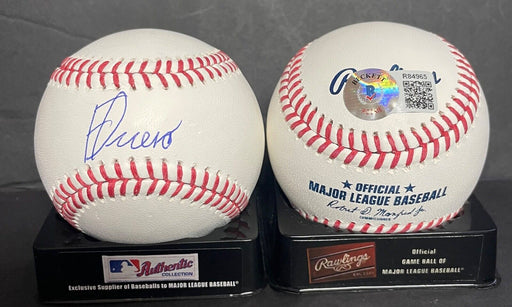 Rawlings
BECKETT
R84965
OFFICIAL
MAJOR LEAGUE BASEBALL
Robert D. Manfred Jr.
COMMISSIONER
Authentic
COLLECTION
Exclusive Supplier of Baseballs to MAJOR LEAGUE BASEBALL®
Rawlings
Official
GAME BALL OF
MAJOR LEAGUE BASEBALL®